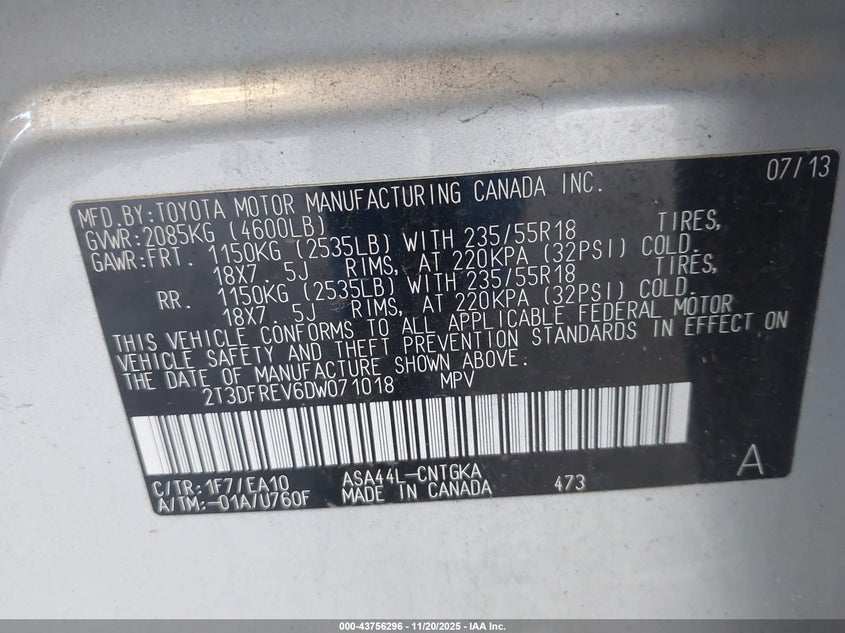 07/13
MFD.BY:TOYOTA MOTOR MANUFACTURING CANADA INC.
GVWR:2085KG (4600LB)
GAWR:FRT. 1150KG (2535LB) WITH 235/55R18 TIRES,
18X7.5J RIMS, AT 220KPA (32PSI) COLD.
RR. 1150KG (2535LB) WITH 235/55R18 TIRES,
18X7.5J RIMS, AT 220KPA (32PSI) COLD.
THIS VEHICLE CONFORMS TO ALL APPLICABLE FEDERAL MOTOR
VEHICLE SAFETY AND THEFT PREVENTION STANDARDS IN EFFECT ON
THE DATE OF MANUFACTURE SHOWN ABOVE.
2T3DFREV6DW071018 MPV
C/TR:1F7/EA10 ASA44L-CNTGKA 473 A
A/TM:-01A/U760F MADE IN CANADA
000-43756296 - 11/20/2025 - IAA Inc.